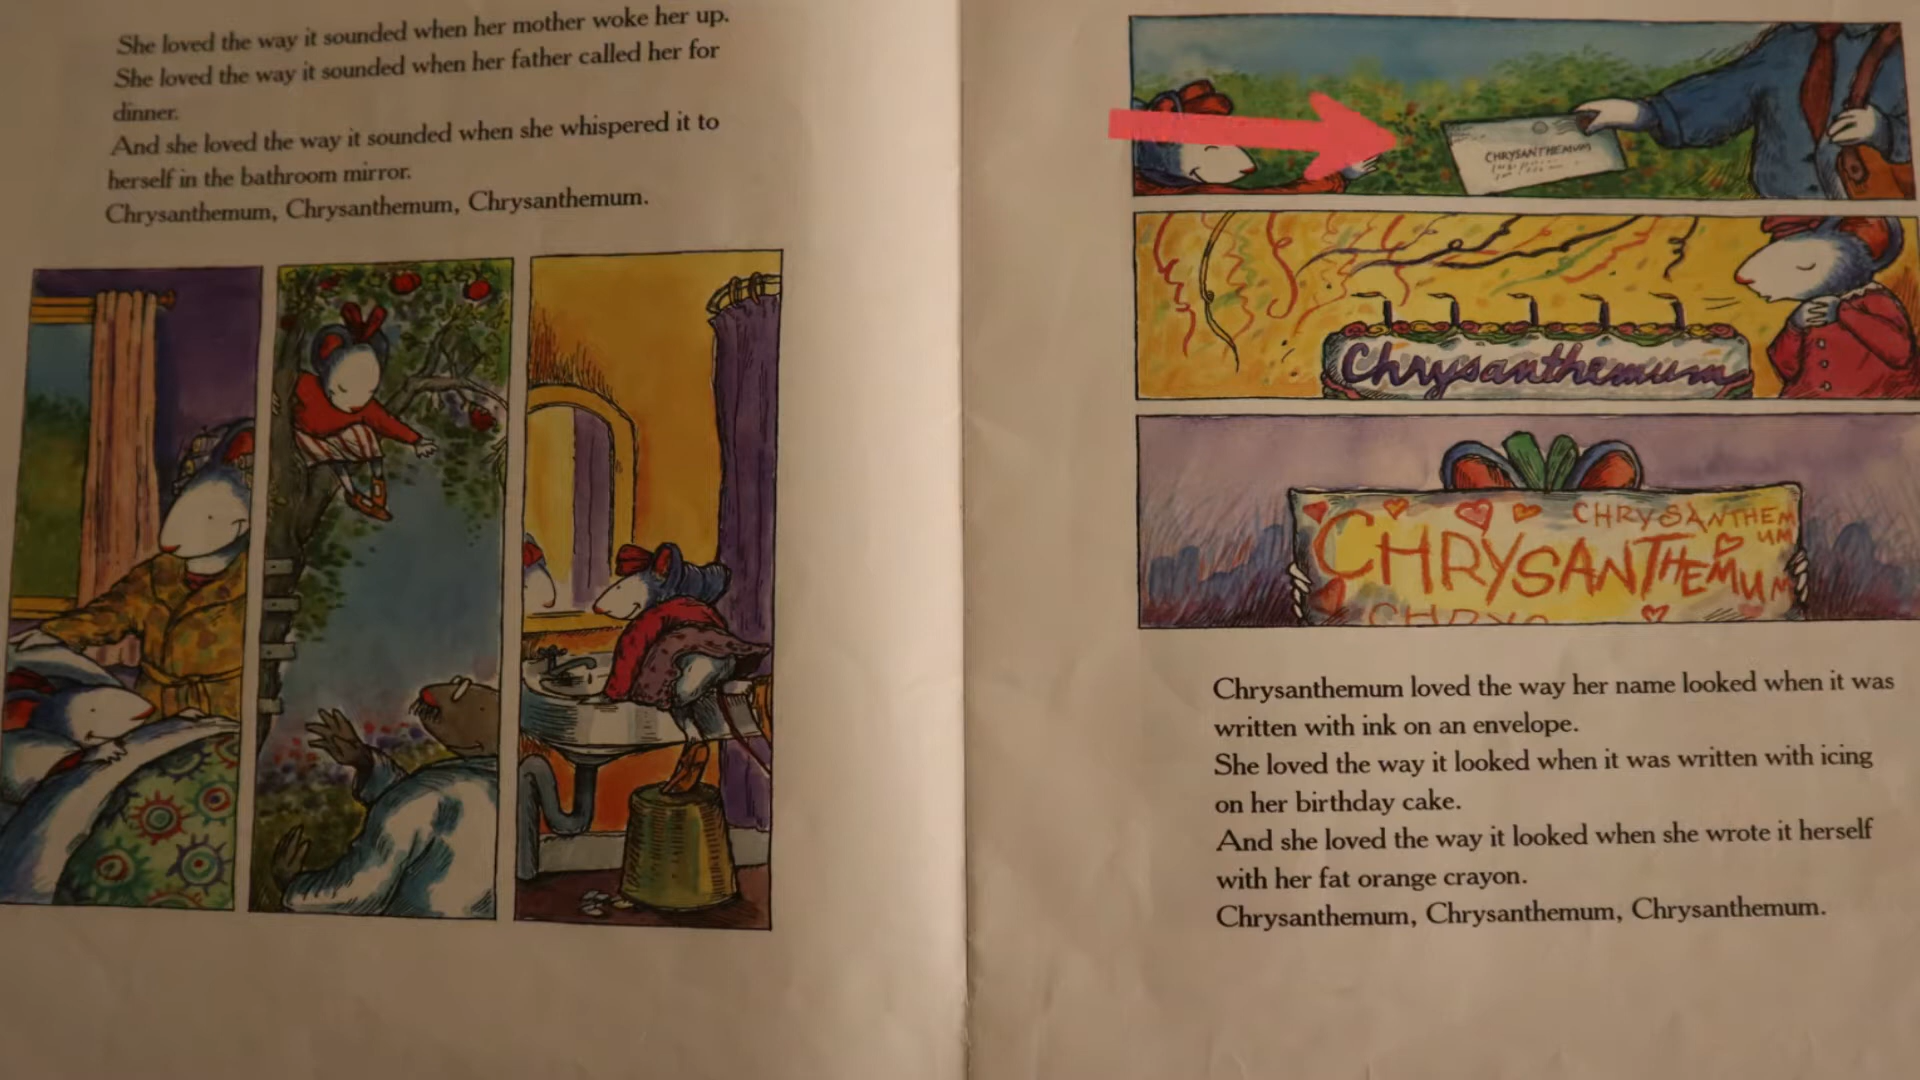 She loved the way it sounded when her mother woke her up.
She loved the way it sounded when her father called her for
dinner.
And she loved the way it sounded when she whispered it to
herself in the bathroom mirror.
Chrysanthemum, Chrysanthemum, Chrysanthemum.
CHRYSANTHEMUM
Chrysanthemum
CHRYSANTHEM
UM
CHRYSANTHEMUM
CHRYS
Chrysanthemum loved the way her name looked when it was
written with ink on an envelope.
She loved the way it looked when it was written with icing
on her birthday cake.
And she loved the way it looked when she wrote it herself
with her fat orange crayon.
Chrysanthemum, Chrysanthemum, Chrysanthemum.